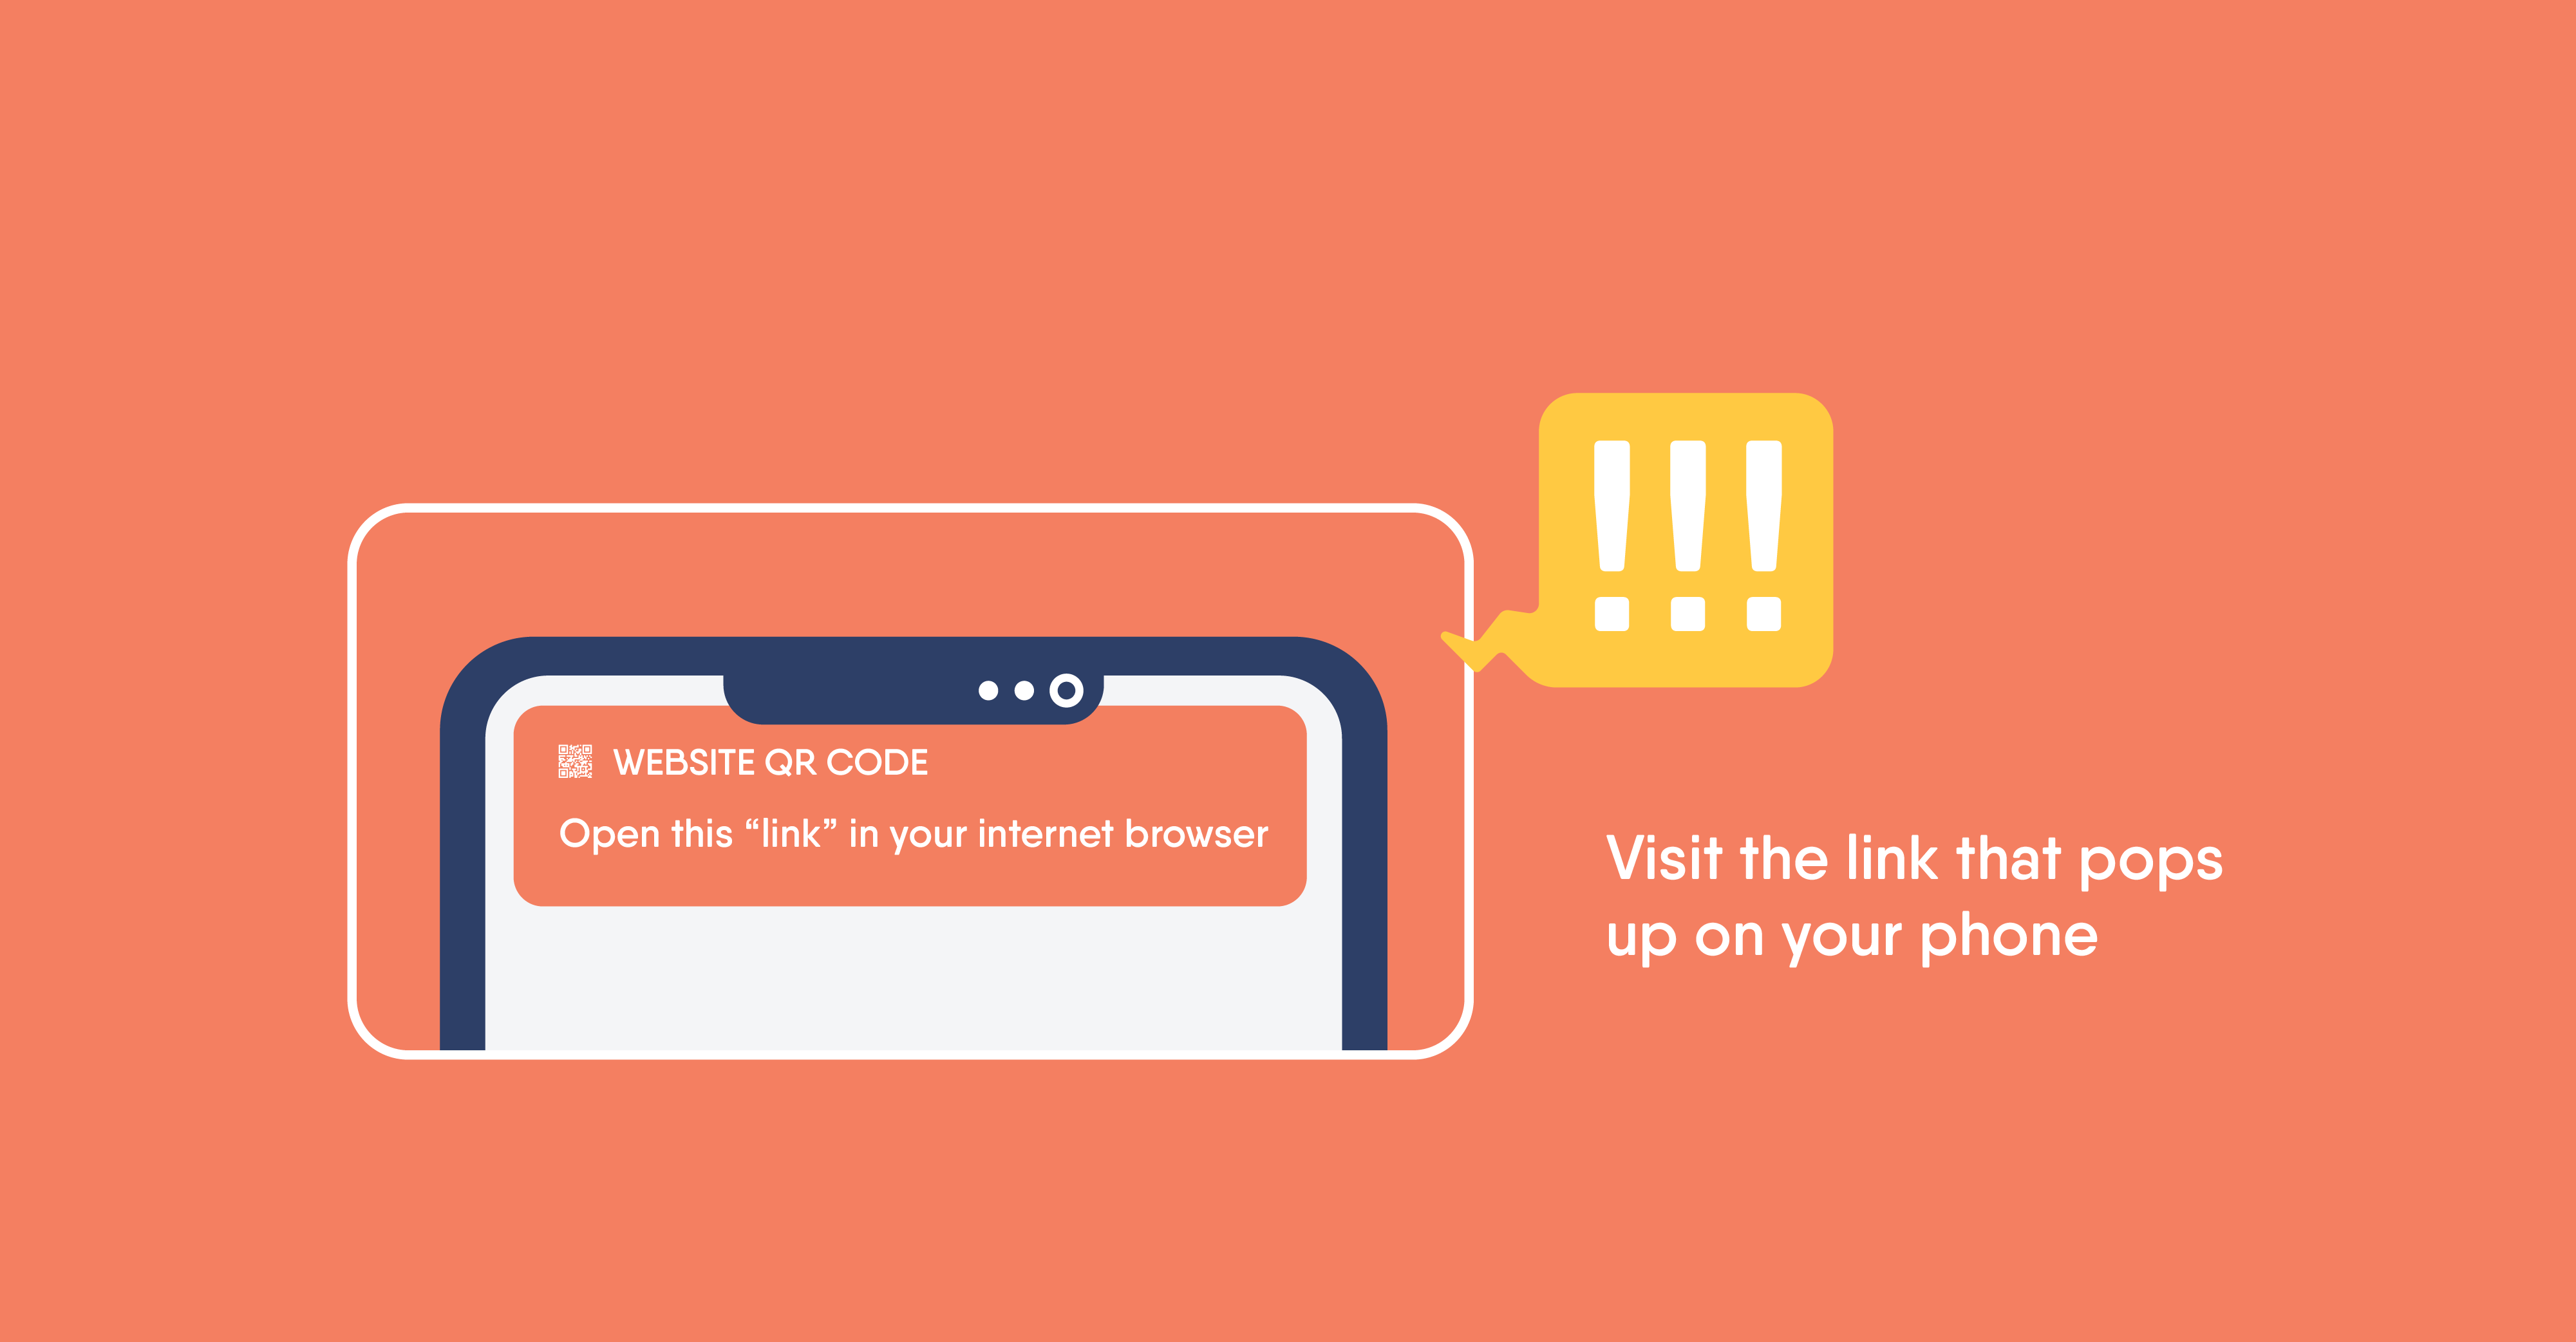 !!!
WEBSITE QR CODE
Open this “link” in your internet browser
Visit the link that pops
up on your phone